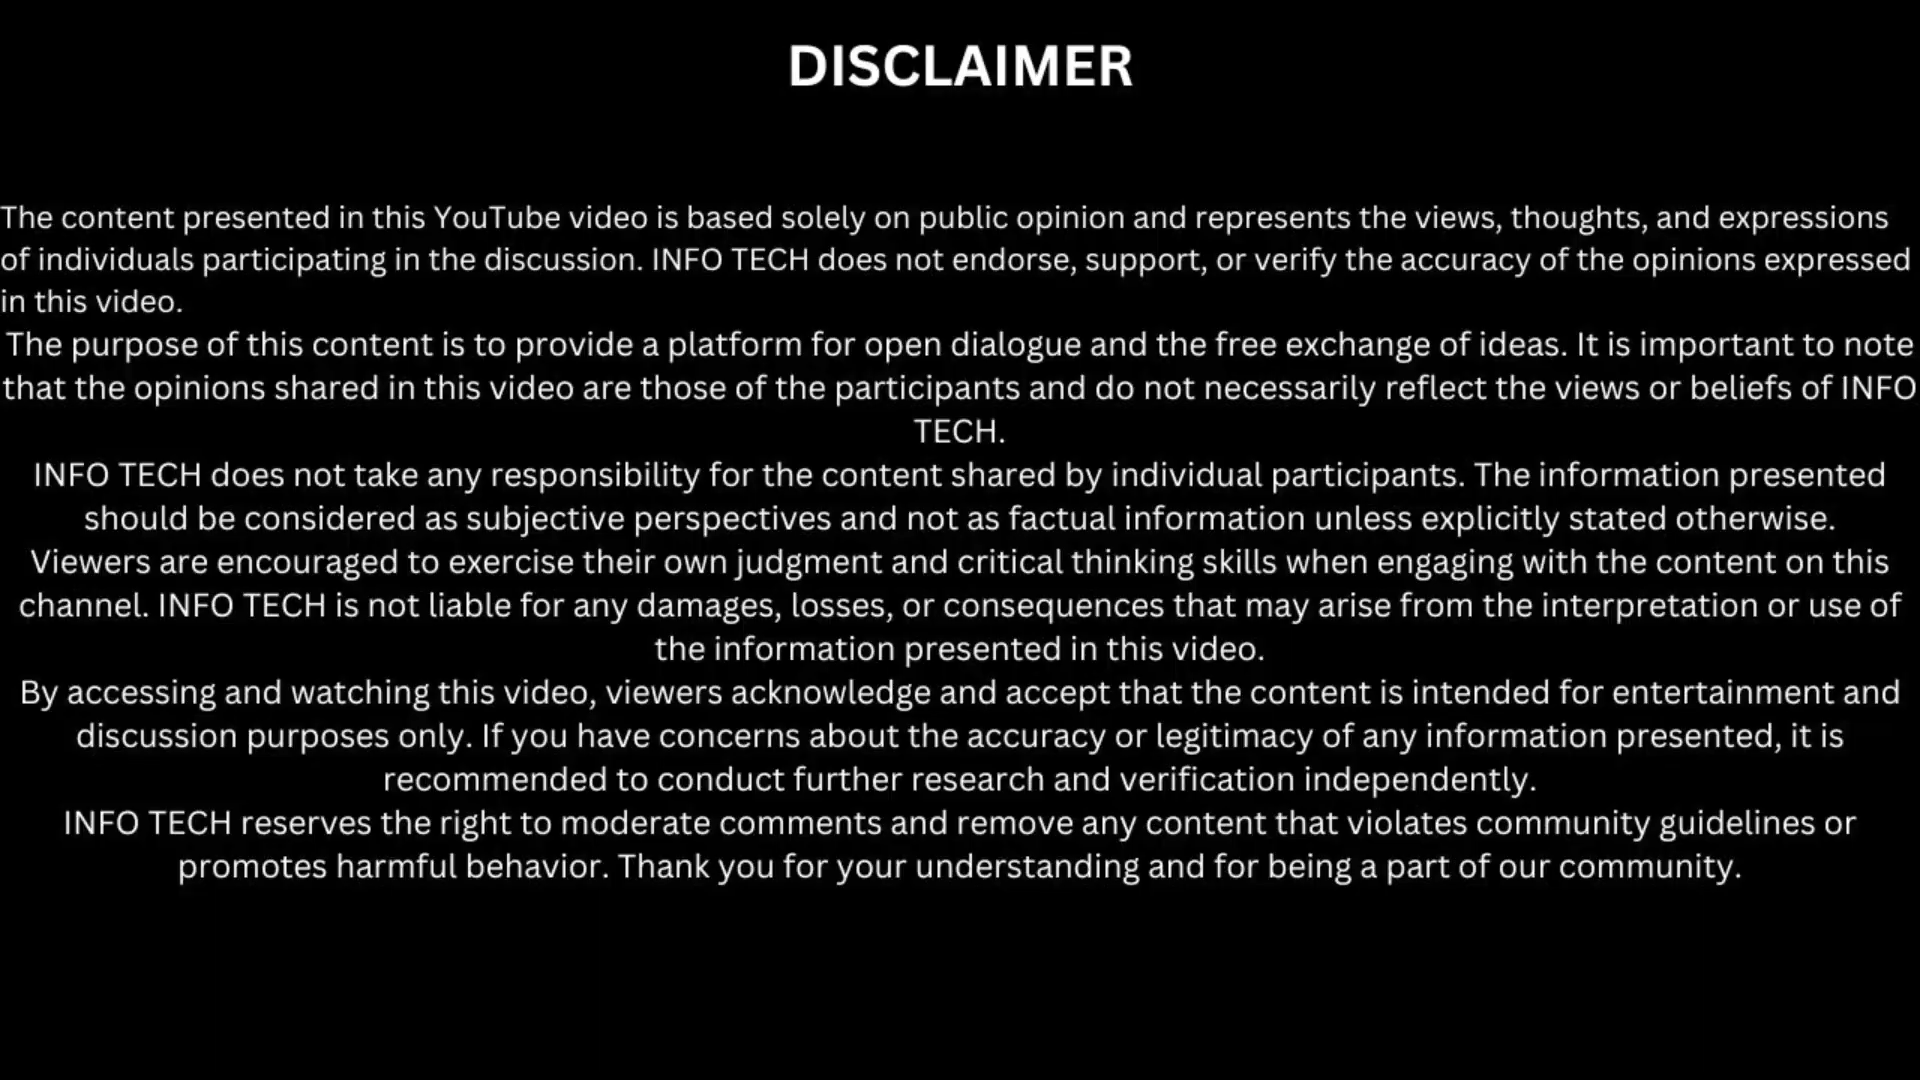 DISCLAIMER
The content presented in this YouTube video is based solely on public opinion and represents the views, thoughts, and expressions
of individuals participating in the discussion. INFO TECH does not endorse, support, or verify the accuracy of the opinions expressed
in this video.
The purpose of this content is to provide a platform for open dialogue and the free exchange of ideas. It is important to note
that the opinions shared in this video are those of the participants and do not necessarily reflect the views or beliefs of INFO
TECH.
INFO TECH does not take any responsibility for the content shared by individual participants. The information presented
should be considered as subjective perspectives and not as factual information unless explicitly stated otherwise.
Viewers are encouraged to exercise their own judgment and critical thinking skills when engaging with the content on this
channel. INFO TECH is not liable for any damages, losses, or consequences that may arise from the interpretation or use of
the information presented in this video.
By accessing and watching this video, viewers acknowledge and accept that the content is intended for entertainment and
discussion purposes only. If you have concerns about the accuracy or legitimacy of any information presented, it is
recommended to conduct further research and verification independently.
INFO TECH reserves the right to moderate comments and remove any content that violates community guidelines or
promotes harmful behavior. Thank you for your understanding and for being a part of our community.